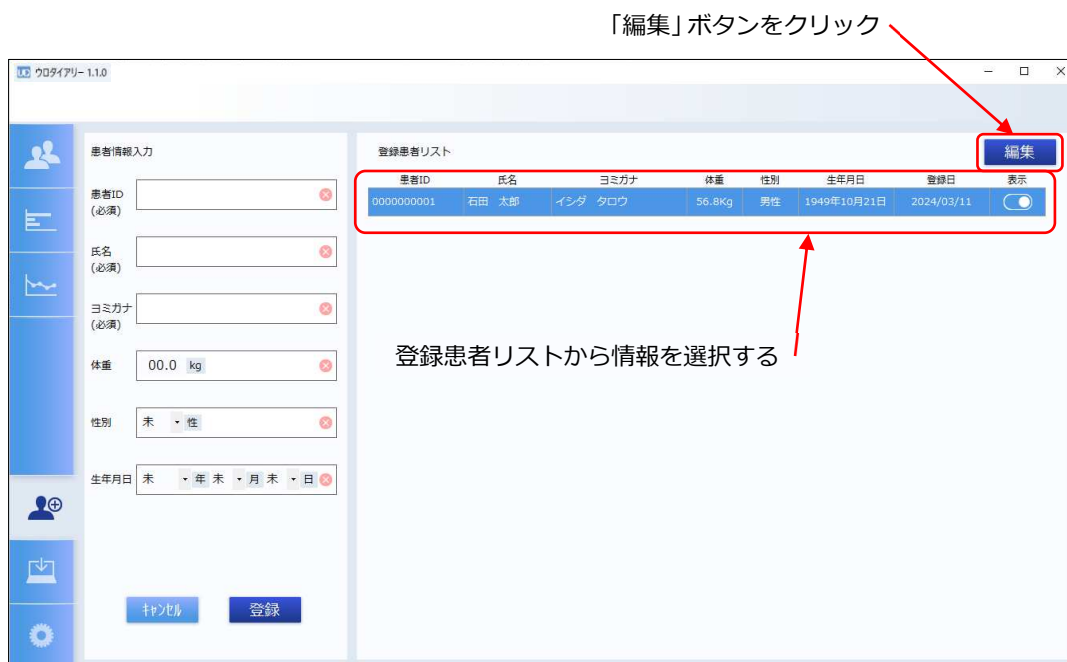 「編集」ボタンをクリック
UD ウロダイアリー 1.1.0
患者情報入力
患者ID
(必須)
氏名
(必須)
ヨミガナ
(必須)
体重 00.0 kg
性別 未 性
生年月日 未 年 未 月 未 日
キャンセル 登録
登録患者リスト 編集
患者ID 氏名 ヨミガナ 体重 性別 生年月日 登録日 表示
0000000001 石田 太郎 イシダ タロウ 56.8Kg 男性 1949年10月21日 2024/03/11
登録患者リストから情報を選択する